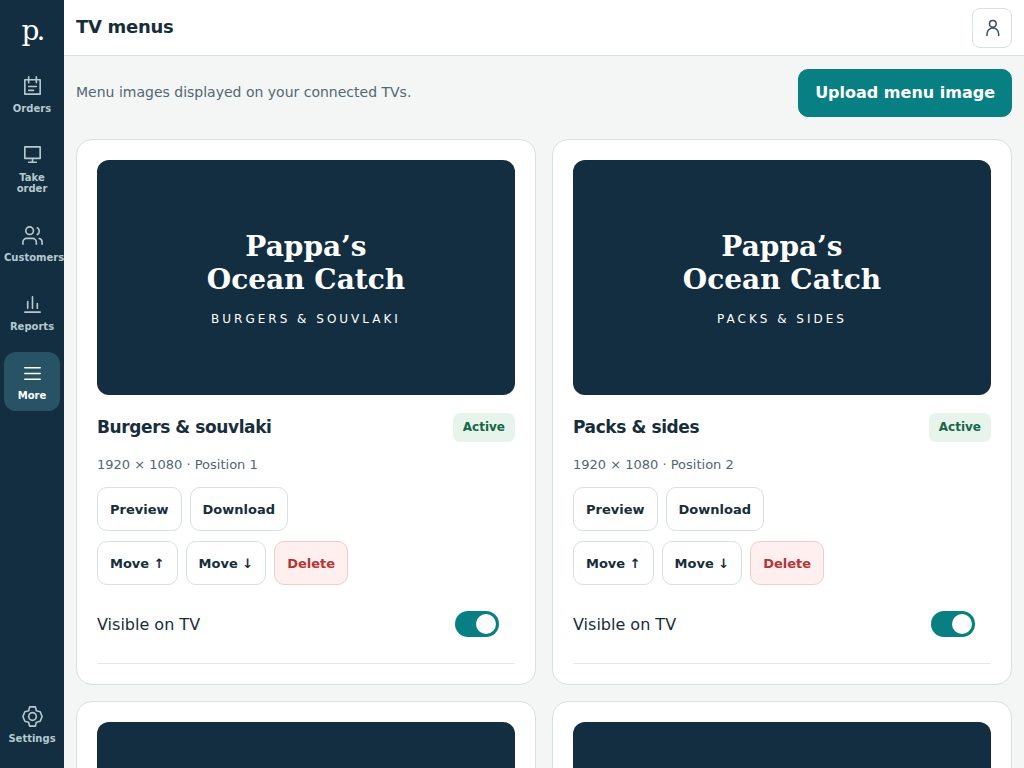 p.
TV menus
Orders
Take
order
Customers
Reports
More
Settings
Menu images displayed on your connected TVs.
Upload menu image
Pappa’s
Ocean Catch
BURGERS & SOUVLAKI
Burgers & souvlaki
Active
1920 × 1080 · Position 1
Preview
Download
Move ↑
Move ↓
Delete
Visible on TV
Pappa’s
Ocean Catch
PACKS & SIDES
Packs & sides
Active
1920 × 1080 · Position 2
Preview
Download
Move ↑
Move ↓
Delete
Visible on TV